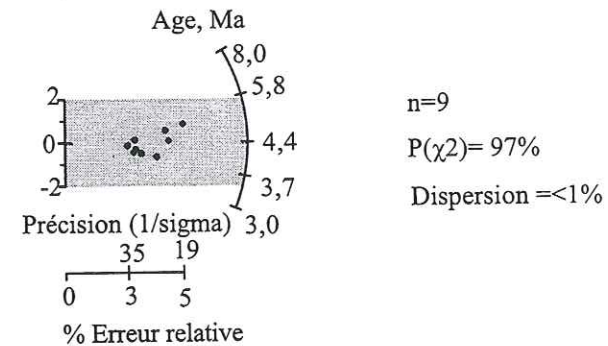 Age, Ma
8,0
5,8
2
n=9
0
4,4
P(χ2)= 97%
3,7
-2
Dispersion =<1%
Précision (1/sigma)
3,0
35 19
0 3 5
% Erreur relative